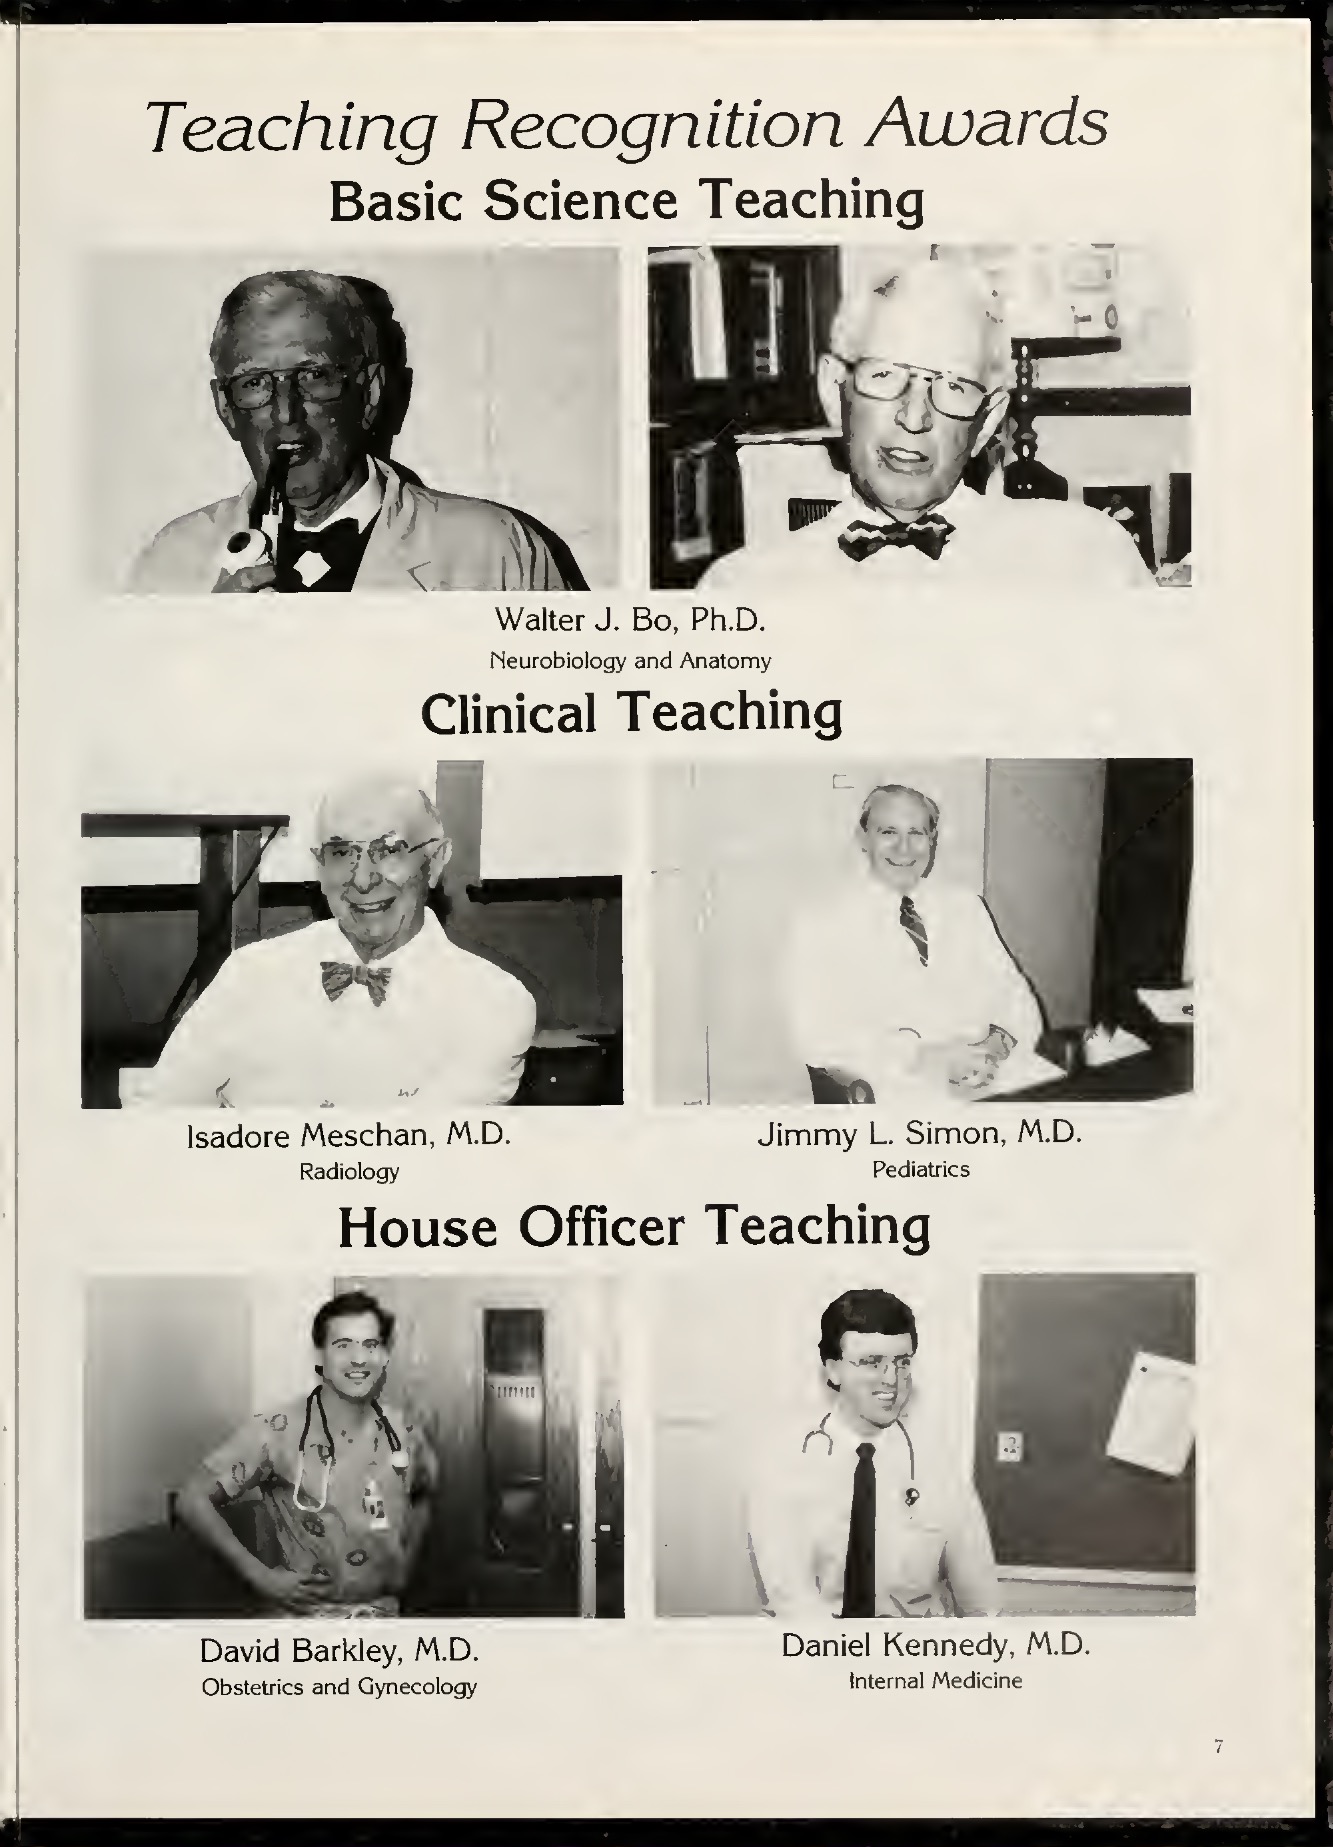 Teaching Recognition Awards
Basic Science Teaching
Walter J. Bo, Ph.D.
Neurobiology and Anatomy
Clinical Teaching
Isadore Meschan, M.D.
Radiology
Jimmy L. Simon, M.D.
Pediatrics
House Officer Teaching
David Barkley, M.D.
Obstetrics and Gynecology
Daniel Kennedy, M.D.
Internal Medicine
7